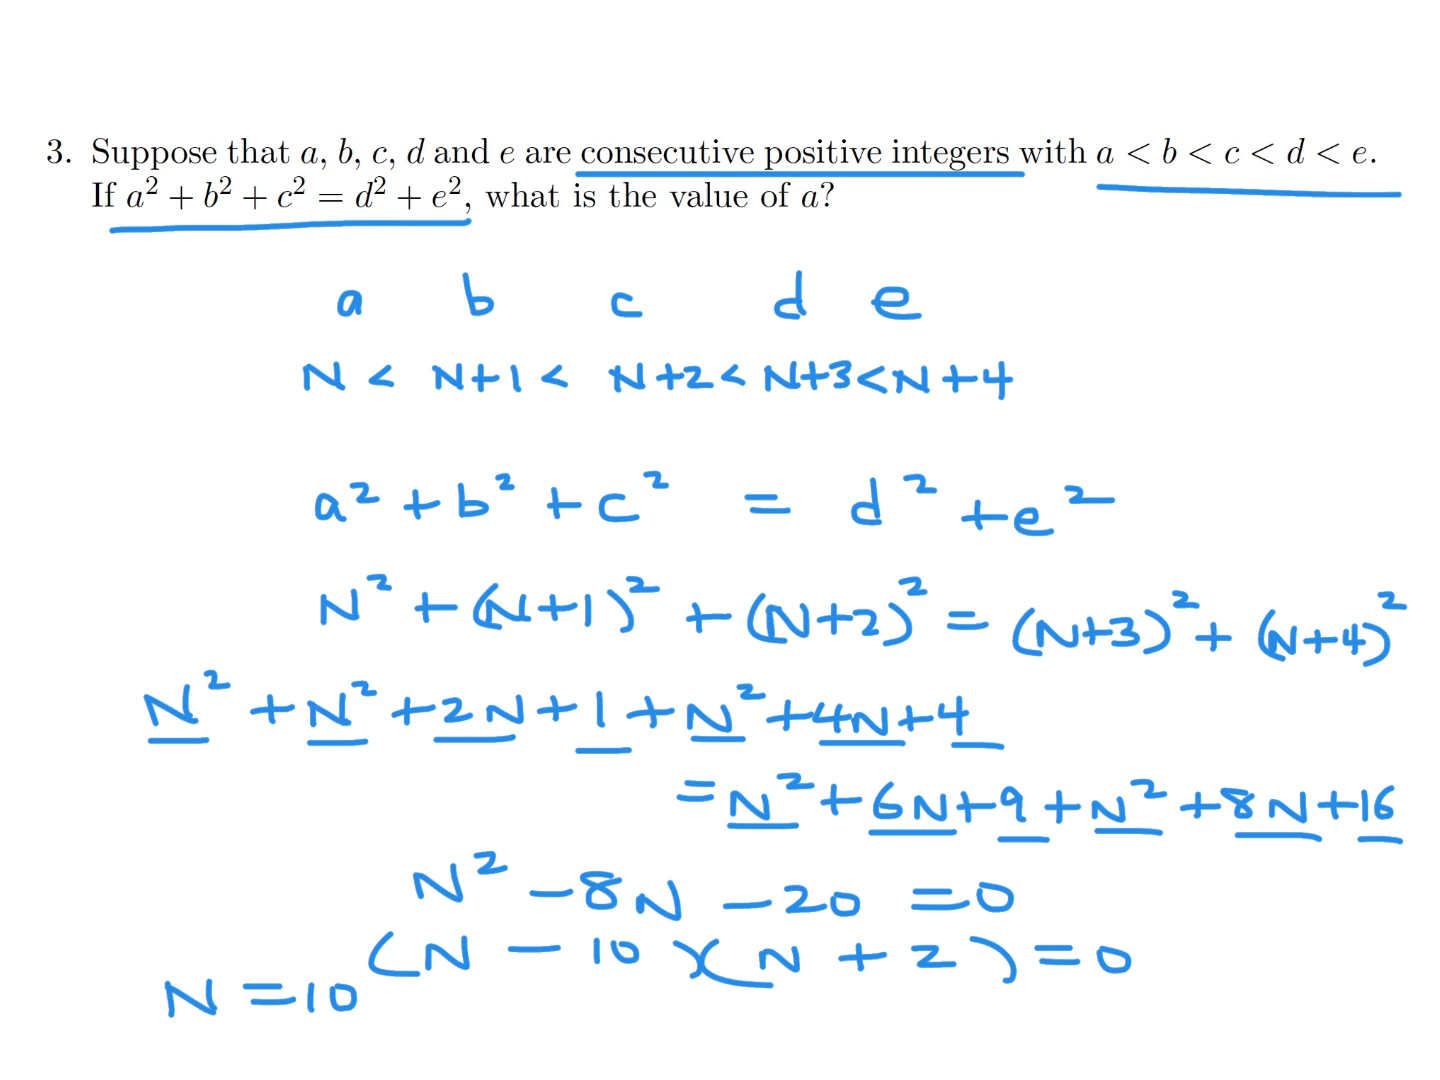 3. Suppose that a, b, c, d and e are consecutive positive integers with a < b < c < d < e.
If a² + b² + c² = d² + e², what is the value of a?
a b c d e
N < N+1 < N+2 < N+3 < N+4
a² + b² + c² = d² + e²
N² + (N+1)² + (N+2)² = (N+3)² + (N+4)²
N² + N² + 2N + 1 + N² + 4N + 4
= N² + 6N + 9 + N² + 8N + 16
N² - 8N - 20 = 0
(N - 10)(N + 2) = 0
N = 10